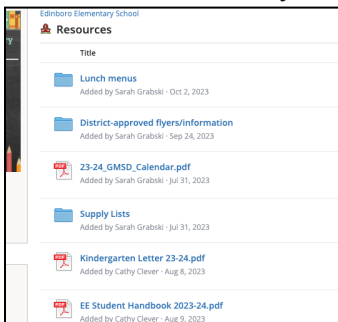 Edinboro Elementary School
Resources
Title
Lunch menus
Added by Sarah Grabski · Oct 2, 2023
District-approved flyers/information
Added by Sarah Grabski · Sep 24, 2023
PDF 23-24_GMSD_Calendar.pdf
Added by Sarah Grabski · Jul 31, 2023
Supply Lists
Added by Sarah Grabski · Jul 31, 2023
PDF Kindergarten Letter 23-24.pdf
Added by Cathy Clever · Aug 8, 2023
PDF EE Student Handbook 2023-24.pdf
Added by Cathy Clever · Aug 9, 2023